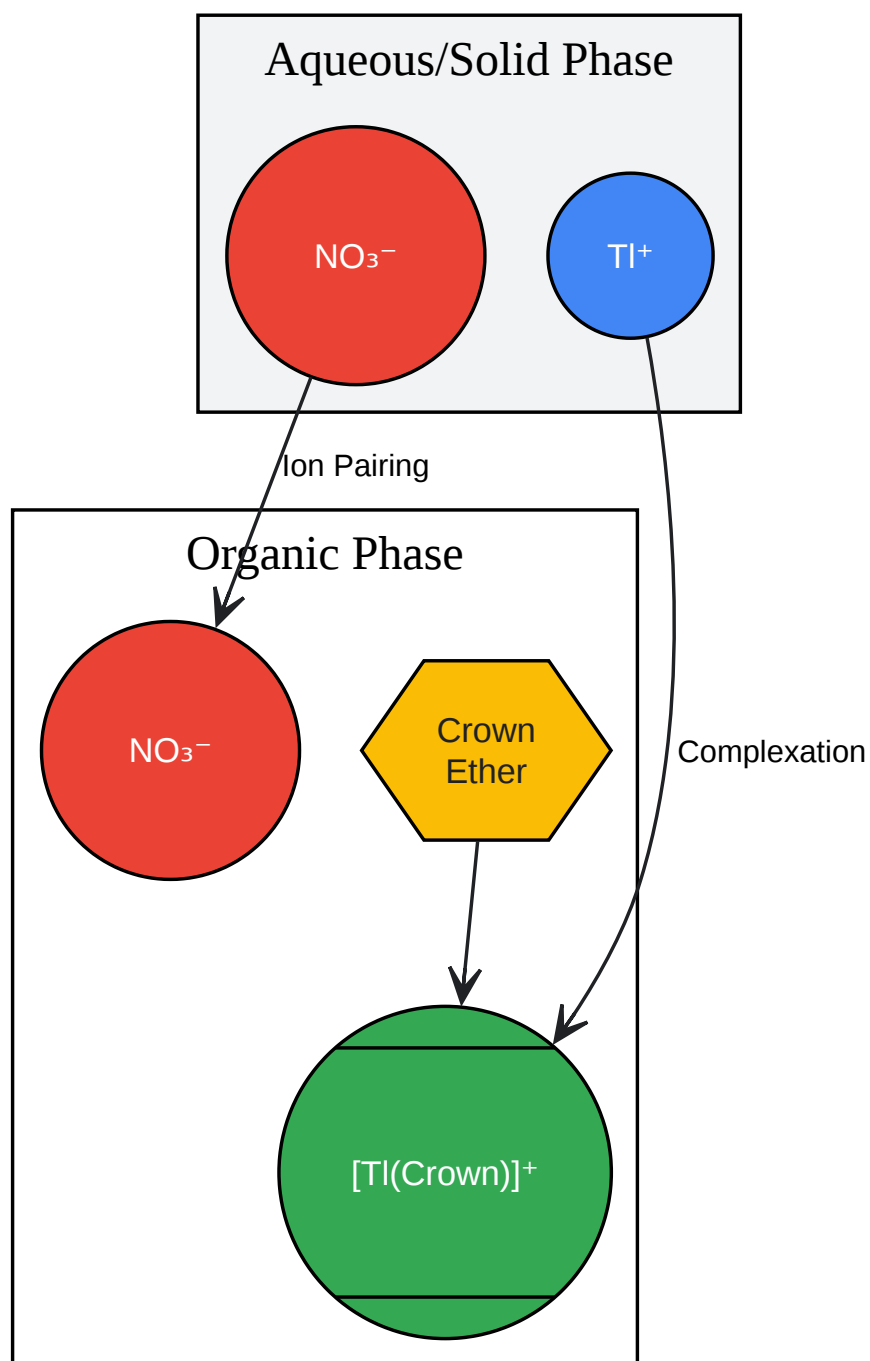 Aqueous/Solid Phase
NO₃⁻
Tl⁺
Ion Pairing
Organic Phase
NO₃⁻
Crown
Ether
Complexation
[Tl(Crown)]⁺